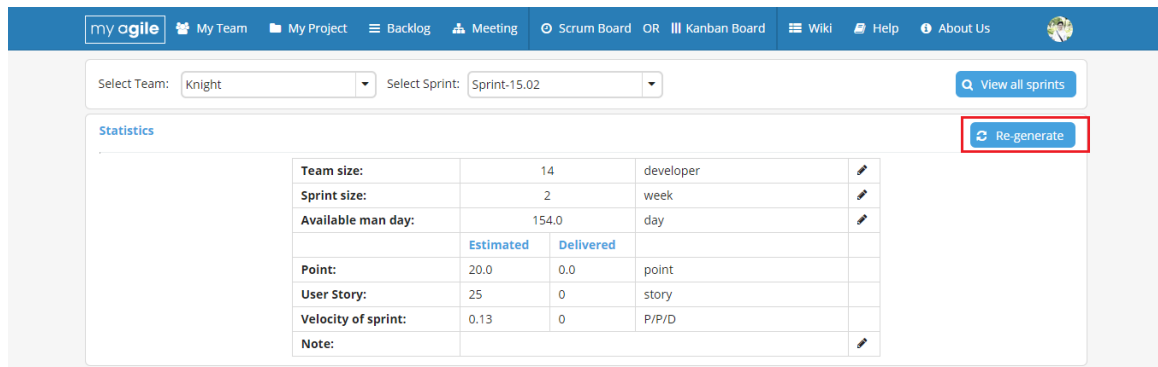 my agile My Team My Project Backlog Meeting Scrum Board OR Kanban Board Wiki Help About Us
Select Team: Knight Select Sprint: Sprint-15.02 View all sprints
Statistics Re-generate
Team size: 14 developer
Sprint size: 2 week
Available man day: 154.0 day
Estimated Delivered
Point: 20.0 0.0 point
User Story: 25 0 story
Velocity of sprint: 0.13 0 P/P/D
Note: